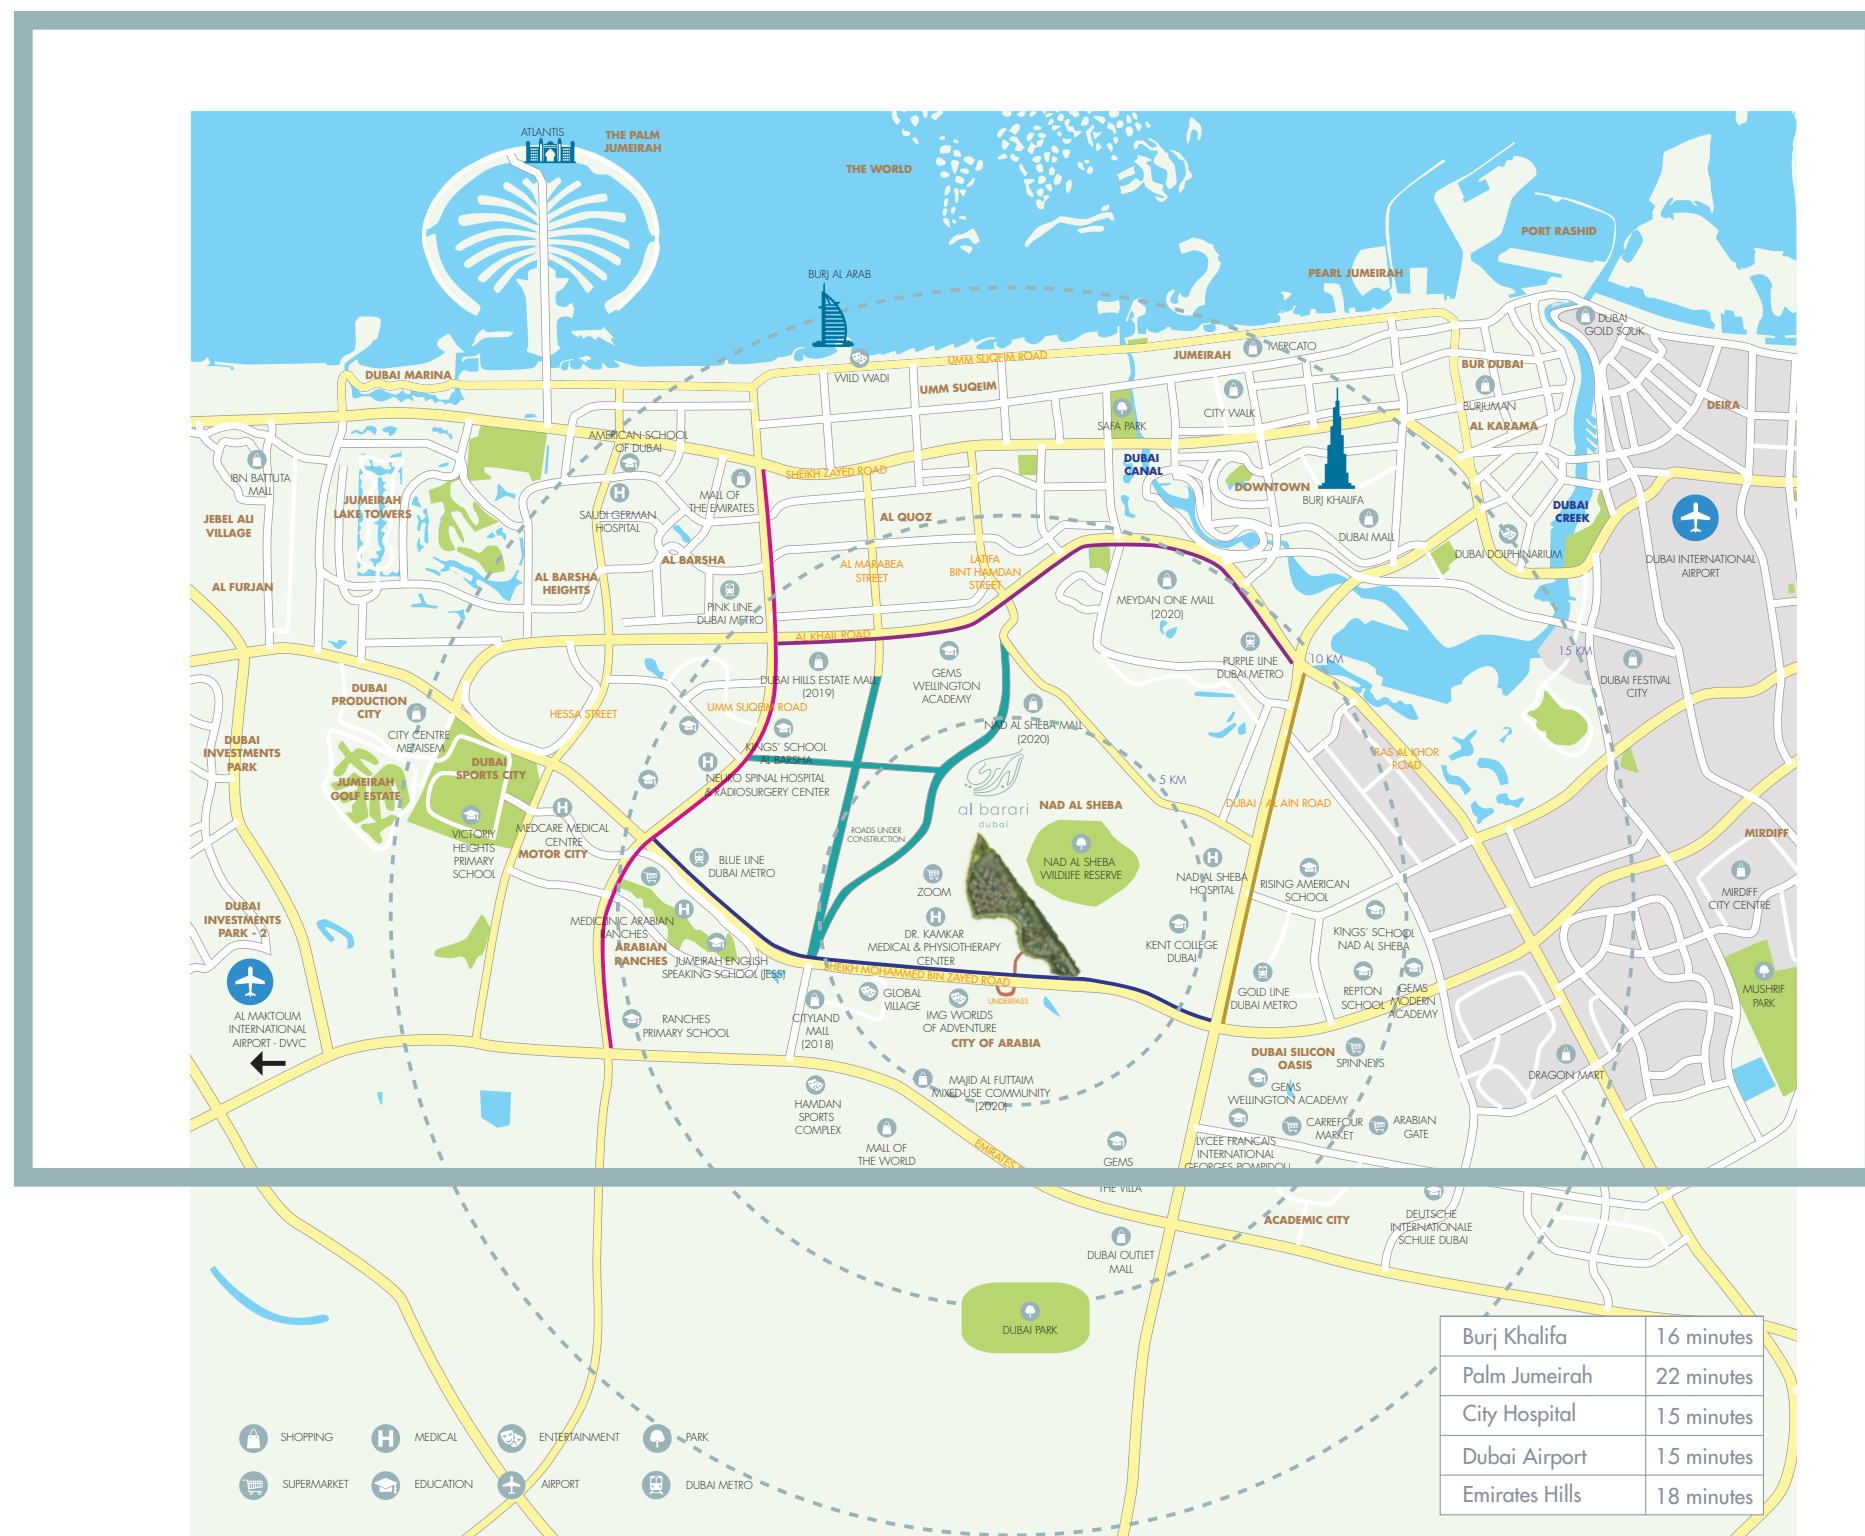 ATLANTIS
THE PALM
JUMEIRAH
THE WORLD
PORT RASHID
PEARL JUMEIRAH
BURJ AL ARAB
DUBAI
GOLD SOUK
MERCATO
JUMEIRAH
UMM SUQEIM ROAD
WILD WADI
UMM SUQEIM
DUBAI MARINA
BUR DUBAI
BURJUMAN
DEIRA
CITY WALK
SAFA PARK
AL KARAMA
AMERICAN SCHOOL
OF DUBAI
IBN BATTUTA
MALL
SHEIKH ZAYED ROAD
DUBAI
CANAL
DOWNTOWN
BURJ KHALIFA
MALL OF
THE EMIRATES
JUMEIRAH
LAKE TOWERS
SAUDI GERMAN
HOSPITAL
JEBEL ALI
VILLAGE
AL QUOZ
DUBAI
CREEK
DUBAI MALL
DUBAI DOLPHINARIUM
DUBAI INTERNATIONAL
AIRPORT
AL BARSHA
AL MARABEA
STREET
LATIFA
BINT HAMDAN
STREET
AL FURJAN
AL BARSHA
HEIGHTS
PINK LINE
DUBAI METRO
MEYDAN ONE MALL
(2020)
AL KHAIL ROAD
PURPLE LINE
DUBAI METRO
10 KM
15 KM
DUBAI HILLS ESTATE MALL
(2019)
GEMS
WELLINGTON
ACADEMY
DUBAI FESTIVAL
CITY
DUBAI
PRODUCTION
CITY
HESSA STREET
UMM SUQEIM ROAD
NAD AL SHEBA MALL
(2020)
CITY CENTRE
ME'AISEM
DUBAI
INVESTMENTS
PARK
KINGS' SCHOOL
AL BARSHA
RAS AL KHOR
ROAD
DUBAI
SPORTS CITY
NEURO SPINAL HOSPITAL
& RADIOSURGERY CENTER
5 KM
JUMEIRAH
GOLF ESTATE
al barari
dubai
NAD AL SHEBA
DUBAI - AL AIN ROAD
VICTORIY
HEIGHTS
PRIMARY
SCHOOL
MEDCARE MEDICAL
CENTRE
MOTOR CITY
ROADS UNDER
CONSTRUCTION
MIRDIFF
BLUE LINE
DUBAI METRO
NAD AL SHEBA
WILDLIFE RESERVE
NAD AL SHEBA
HOSPITAL
RISING AMERICAN
SCHOOL
ZOOM
MIRDIFF
CITY CENTRE
DUBAI
INVESTMENTS
PARK - 2
MEDICLINIC ARABIAN
RANCHES
ARABIAN
RANCHES
JUMEIRAH ENGLISH
SPEAKING SCHOOL (JESS)
DR. KAMKAR
MEDICAL & PHYSIOTHERAPY
CENTER
KENT COLLEGE
DUBAI
KINGS' SCHOOL
NAD AL SHEBA
SHEIKH MOHAMMED BIN ZAYED ROAD
GLOBAL
VILLAGE
UNDERPASS
GOLD LINE
DUBAI METRO
REPTON
SCHOOL
GEMS
MODERN
ACADEMY
MUSHRIF
PARK
AL MAKTOUM
INTERNATIONAL
AIRPORT - DWC
RANCHES
PRIMARY SCHOOL
CITYLAND
MALL
(2018)
IMG WORLDS
OF ADVENTURE
CITY OF ARABIA
DUBAI SILICON
OASIS
SPINNEYS
DRAGON MART
MAJID AL FUTTAIM
MIXED-USE COMMUNITY
(2020)
GEMS
WELLINGTON ACADEMY
HAMDAN
SPORTS
COMPLEX
CARREFOUR
MARKET
ARABIAN
GATE
MALL OF
THE WORLD
EMIRATES
GEMS
THE VILLA
LYCEE FRANCAIS
INTERNATIONAL
GEORGES POMPIDOU
ACADEMIC CITY
DEUTSCHE
INTERNATIONALE
SCHULE DUBAI
DUBAI OUTLET
MALL
DUBAI PARK
Burj Khalifa 16 minutes
Palm Jumeirah 22 minutes
City Hospital 15 minutes
Dubai Airport 15 minutes
Emirates Hills 18 minutes
SHOPPING MEDICAL ENTERTAINMENT PARK
SUPERMARKET EDUCATION AIRPORT DUBAI METRO